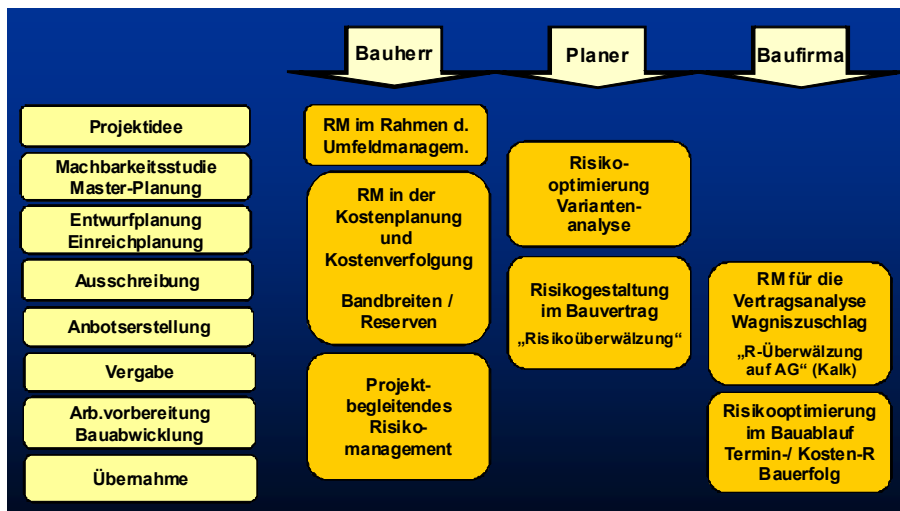 Bauherr
Planer
Baufirma
Projektidee
Machbarkeitsstudie
Master-Planung
Entwurfplanung
Einreichplanung
Ausschreibung
Anbotserstellung
Vergabe
Arb.vorbereitung
Bauabwicklung
Übernahme
RM im Rahmen d.
Umfeldmanagem.
RM in der
Kostenplanung
und
Kostenverfolgung
Bandbreiten /
Reserven
Projekt-
begleitendes
Risiko-
management
Risiko-
optimierung
Varianten-
analyse
Risikogestaltung
im Bauvertrag
„Risikoüberwälzung“
RM für die
Vertragsanalyse
Wagniszuschlag
„R-Überwälzung
auf AG“ (Kalk)
Risikooptimierung
im Bauablauf
Termin-/ Kosten-R
Bauerfolg